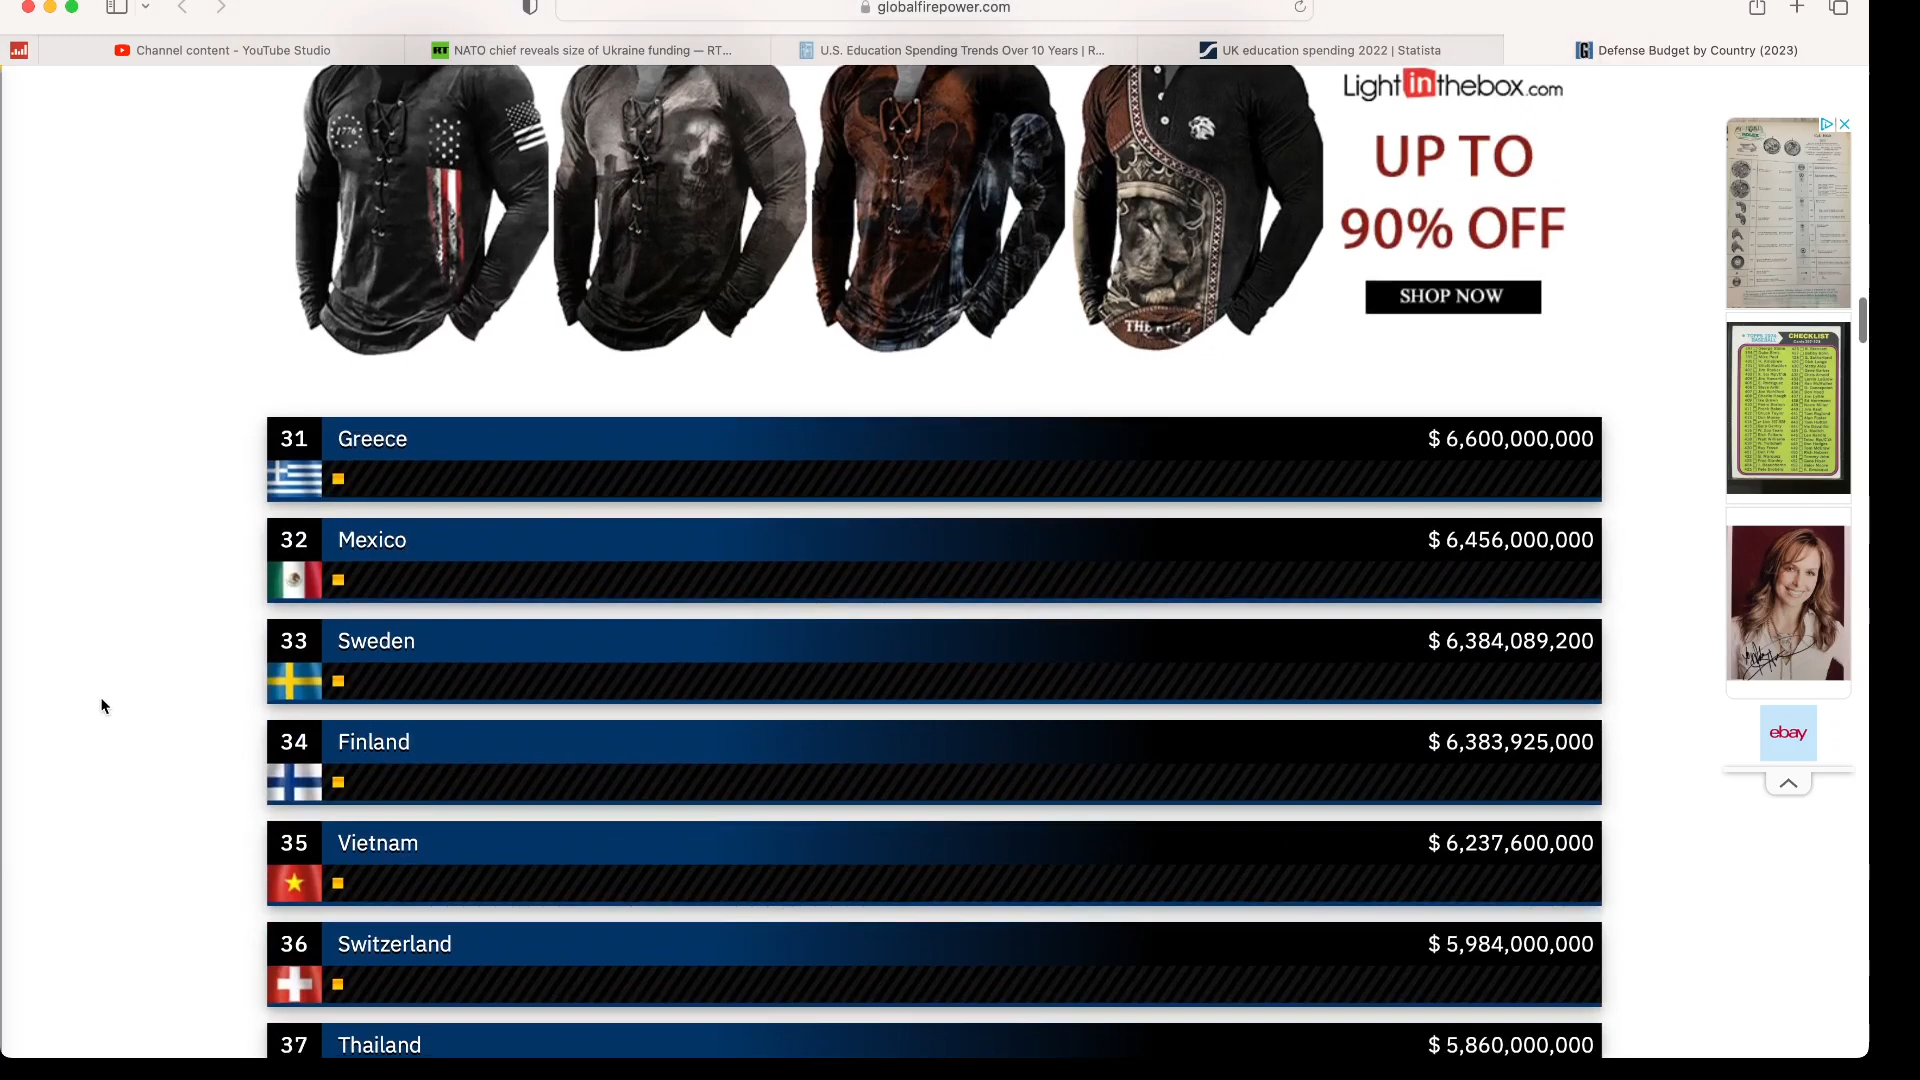 globalfirepower.com
Channel content - YouTube Studio
RT
NATO chief reveals size of Ukraine funding — RT...
U.S. Education Spending Trends Over 10 Years | R...
UK education spending 2022 | Statista
Defense Budget by Country (2023)
Lightinthebox.com
UP TO
90% OFF
SHOP NOW
1776
CHECKLIST
31 Greece $ 6,600,000,000
32 Mexico $ 6,456,000,000
33 Sweden $ 6,384,089,200
34 Finland $ 6,383,925,000
35 Vietnam $ 6,237,600,000
36 Switzerland $ 5,984,000,000
37 Thailand $ 5,860,000,000
ebay